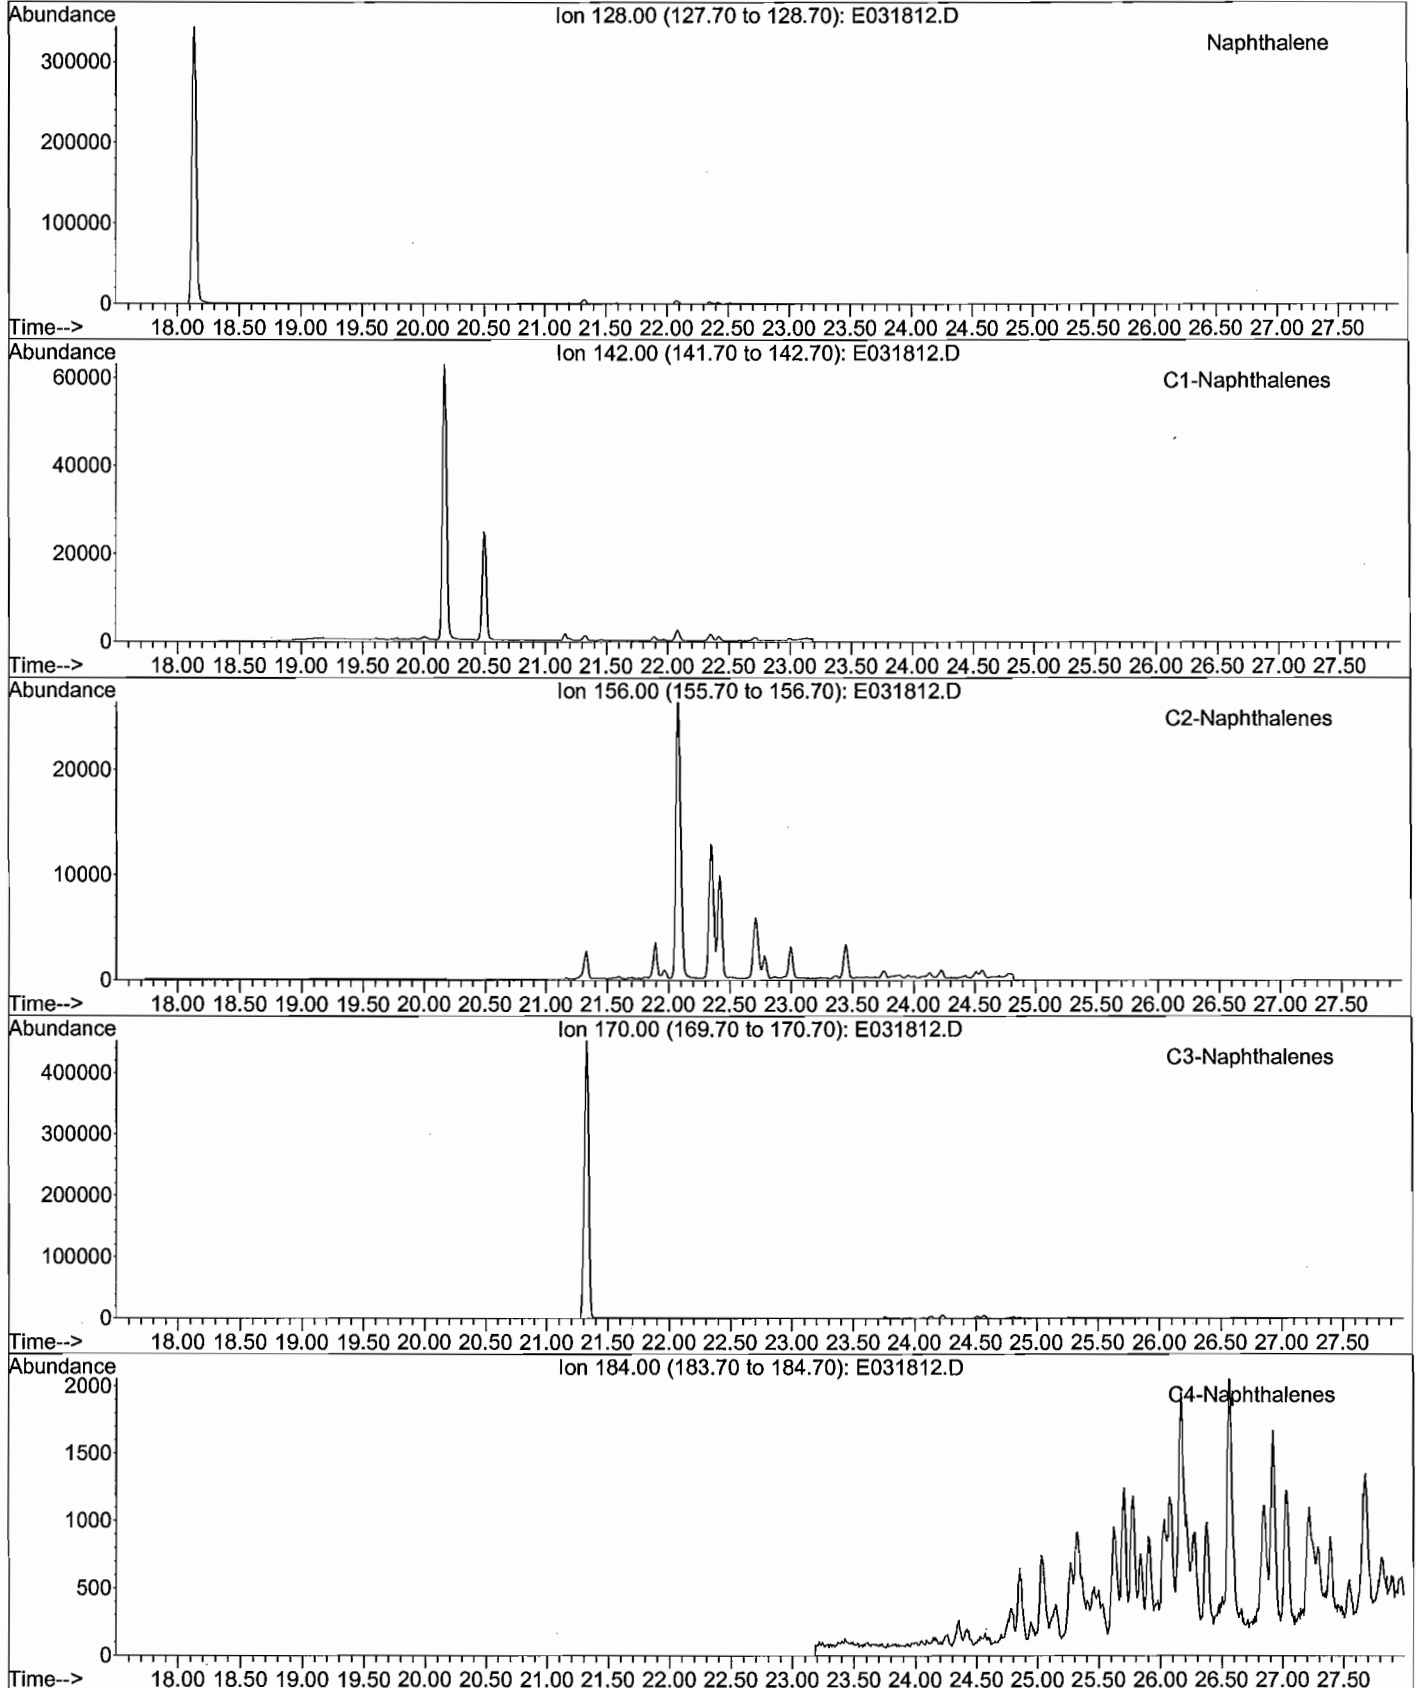 Abundance
Ion 128.00 (127.70 to 128.70): E031812.D
Naphthalene
300000
200000
100000
0
18.00 18.50 19.00 19.50 20.00 20.50 21.00 21.50 22.00 22.50 23.00 23.50 24.00 24.50 25.00 25.50 26.00 26.50 27.00 27.50
Time-->
Abundance
Ion 142.00 (141.70 to 142.70): E031812.D
C1-Naphthalenes
60000
40000
20000
0
18.00 18.50 19.00 19.50 20.00 20.50 21.00 21.50 22.00 22.50 23.00 23.50 24.00 24.50 25.00 25.50 26.00 26.50 27.00 27.50
Time-->
Abundance
Ion 156.00 (155.70 to 156.70): E031812.D
C2-Naphthalenes
20000
10000
0
18.00 18.50 19.00 19.50 20.00 20.50 21.00 21.50 22.00 22.50 23.00 23.50 24.00 24.50 25.00 25.50 26.00 26.50 27.00 27.50
Time-->
Abundance
Ion 170.00 (169.70 to 170.70): E031812.D
C3-Naphthalenes
400000
300000
200000
100000
0
18.00 18.50 19.00 19.50 20.00 20.50 21.00 21.50 22.00 22.50 23.00 23.50 24.00 24.50 25.00 25.50 26.00 26.50 27.00 27.50
Time-->
Abundance
Ion 184.00 (183.70 to 184.70): E031812.D
C4-Naphthalenes
2000
1500
1000
500
0
18.00 18.50 19.00 19.50 20.00 20.50 21.00 21.50 22.00 22.50 23.00 23.50 24.00 24.50 25.00 25.50 26.00 26.50 27.00 27.50
Time-->